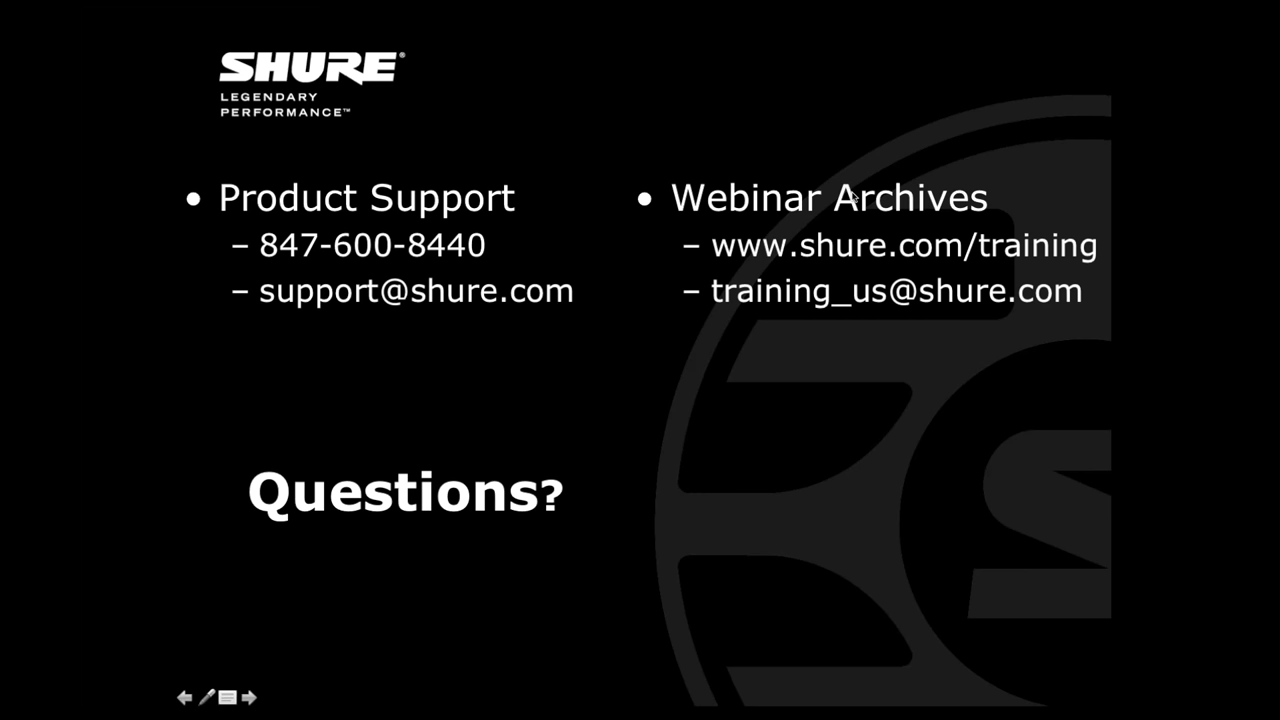 SHURE®
LEGENDARY
PERFORMANCE™
• Product Support
– 847-600-8440
– support@shure.com
• Webinar Archives
– www.shure.com/training
– training_us@shure.com
Questions?